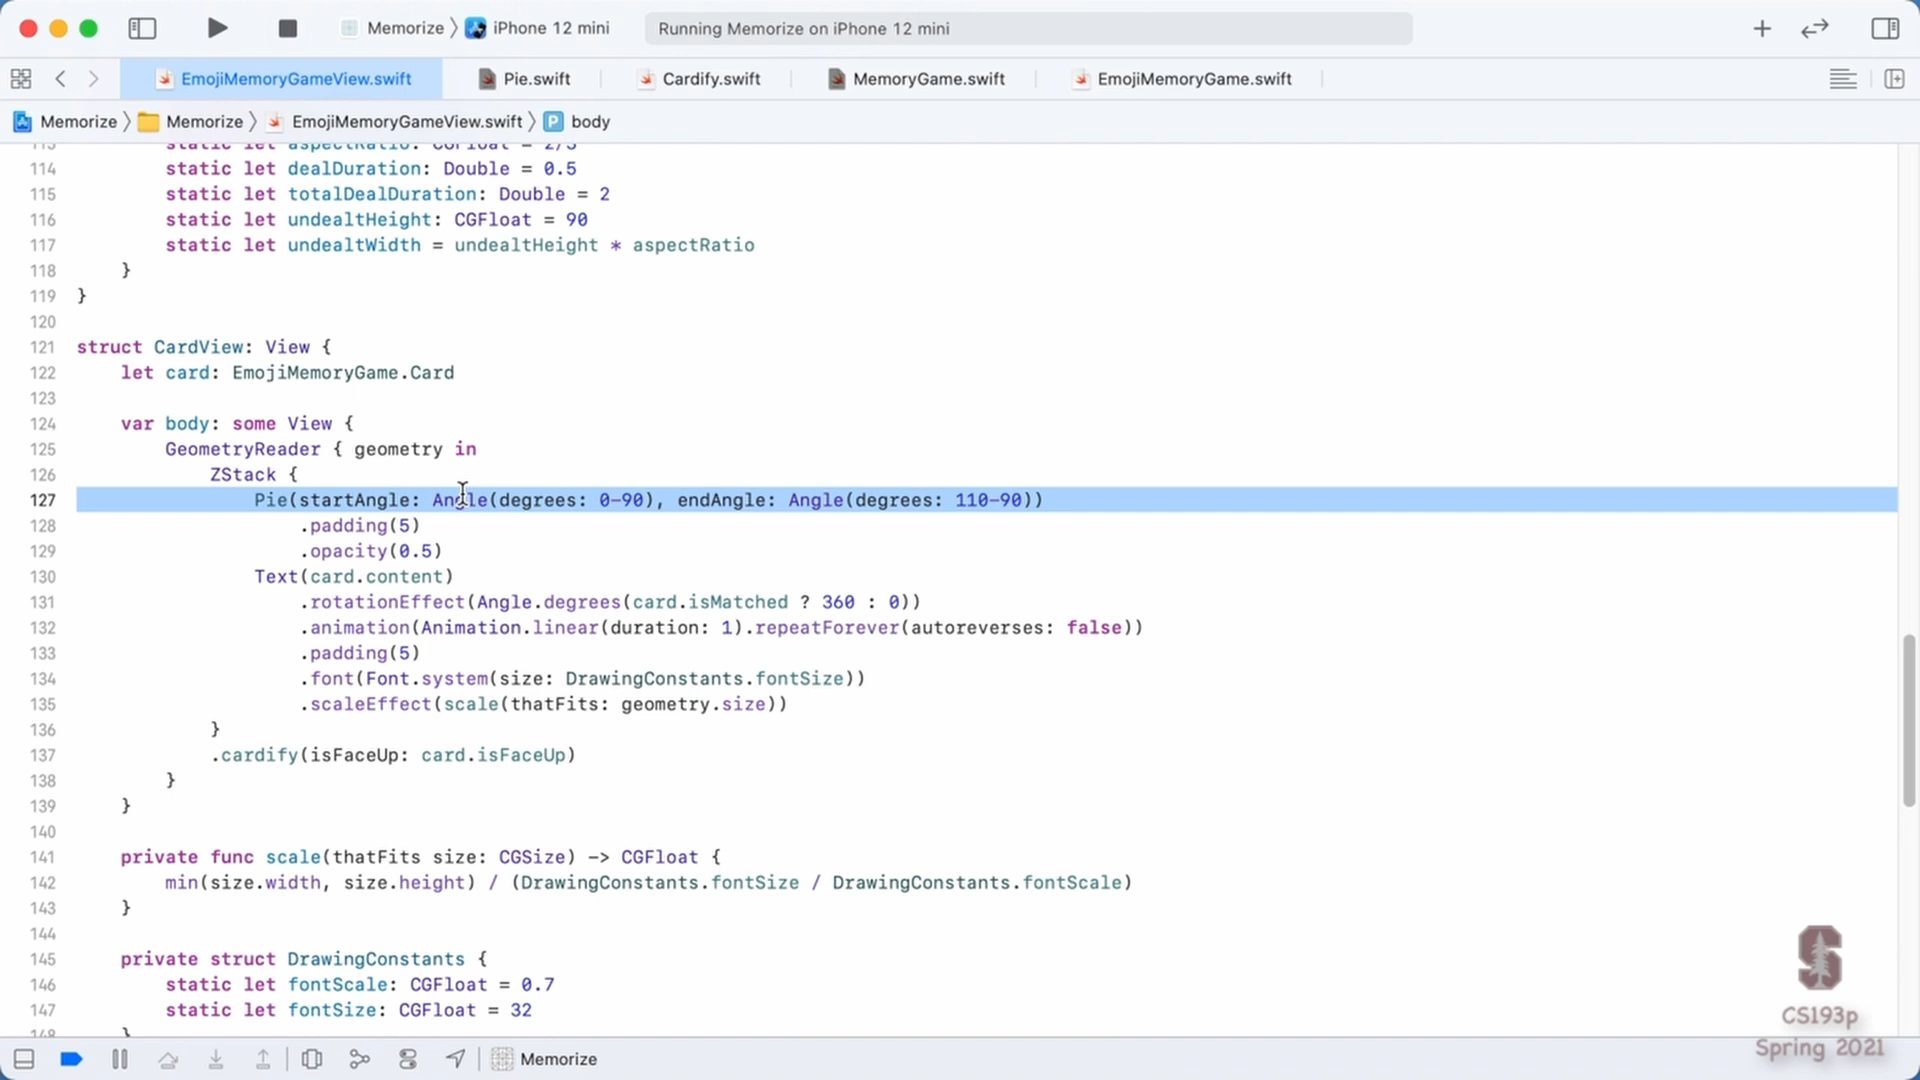 Memorize 〉 iPhone 12 mini
Running Memorize on iPhone 12 mini
EmojiMemoryGameView.swift
Pie.swift
Cardify.swift
MemoryGame.swift
EmojiMemoryGame.swift
Memorize 〉 Memorize 〉 EmojiMemoryGameView.swift 〉 P body
113 static let aspectRatio: CGFloat = 2/3
114 static let dealDuration: Double = 0.5
115 static let totalDealDuration: Double = 2
116 static let undealtHeight: CGFloat = 90
117 static let undealtWidth = undealtHeight * aspectRatio
118 }
119 }
120
121 struct CardView: View {
122 let card: EmojiMemoryGame.Card
123
124 var body: some View {
125 GeometryReader { geometry in
126 ZStack {
127 Pie(startAngle: Angle(degrees: 0-90), endAngle: Angle(degrees: 110-90))
128 .padding(5)
129 .opacity(0.5)
130 Text(card.content)
131 .rotationEffect(Angle.degrees(card.isMatched ? 360 : 0))
132 .animation(Animation.linear(duration: 1).repeatForever(autoreverses: false))
133 .padding(5)
134 .font(Font.system(size: DrawingConstants.fontSize))
135 .scaleEffect(scale(thatFits: geometry.size))
136 }
137 .cardify(isFaceUp: card.isFaceUp)
138 }
139 }
140
141 private func scale(thatFits size: CGSize) -> CGFloat {
142 min(size.width, size.height) / (DrawingConstants.fontSize / DrawingConstants.fontScale)
143 }
144
145 private struct DrawingConstants {
146 static let fontScale: CGFloat = 0.7
147 static let fontSize: CGFloat = 32
148 }
Memorize
S
CS193p
Spring 2021